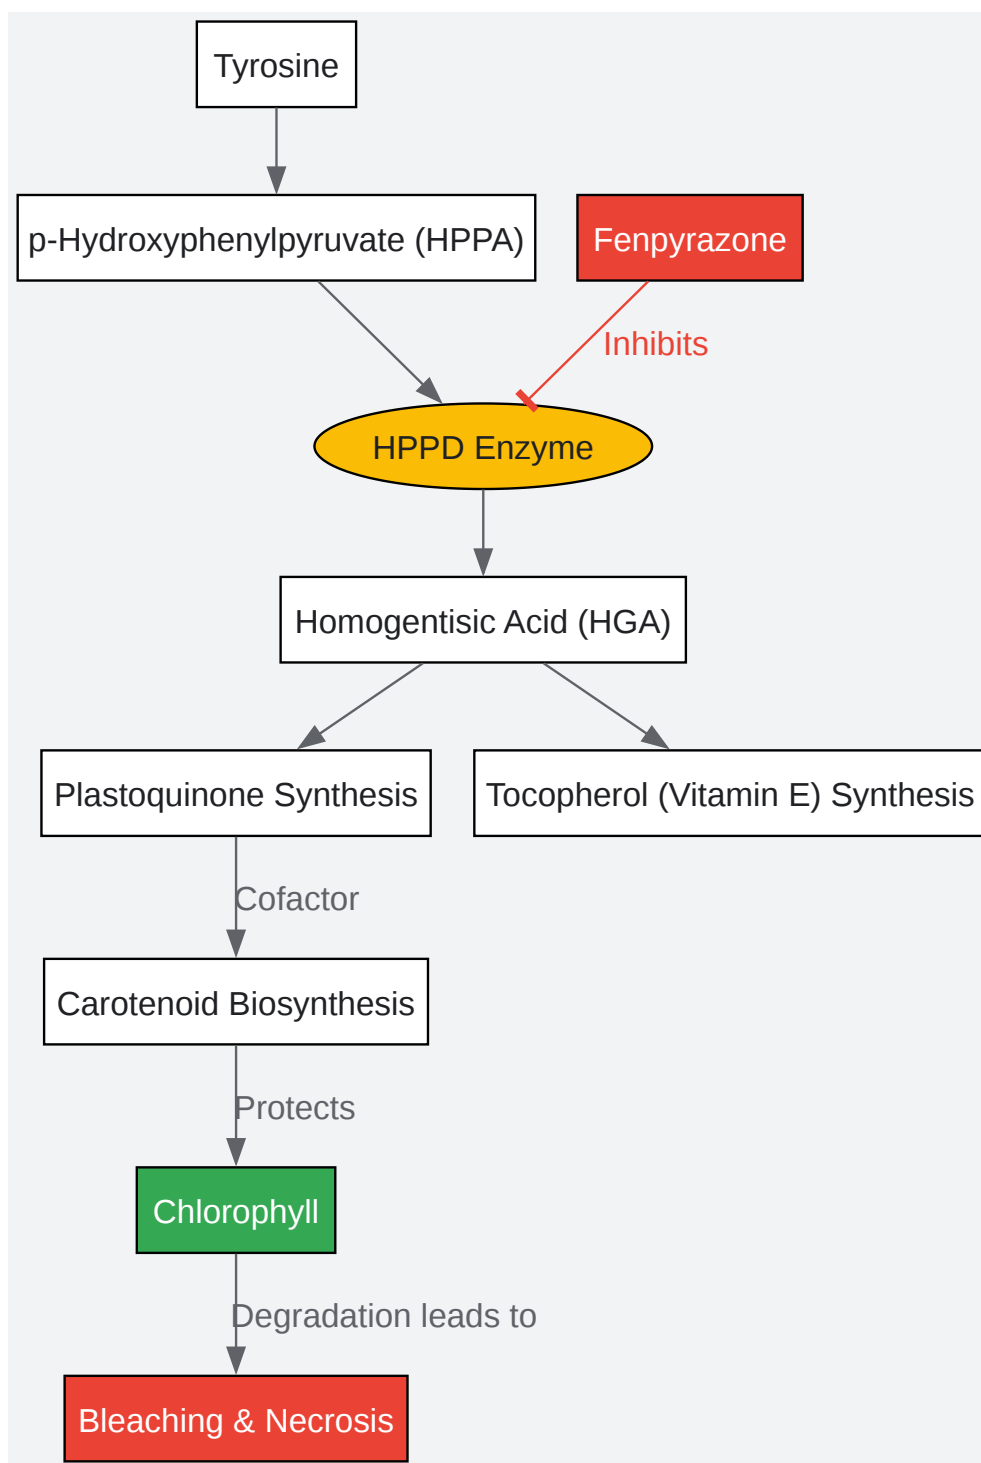 Tyrosine
p-Hydroxyphenylpyruvate (HPPA)
Fenpyrazone
Inhibits
HPPD Enzyme
Homogentisic Acid (HGA)
Plastoquinone Synthesis
Tocopherol (Vitamin E) Synthesis
Cofactor
Carotenoid Biosynthesis
Protects
Chlorophyll
Degradation leads to
Bleaching & Necrosis